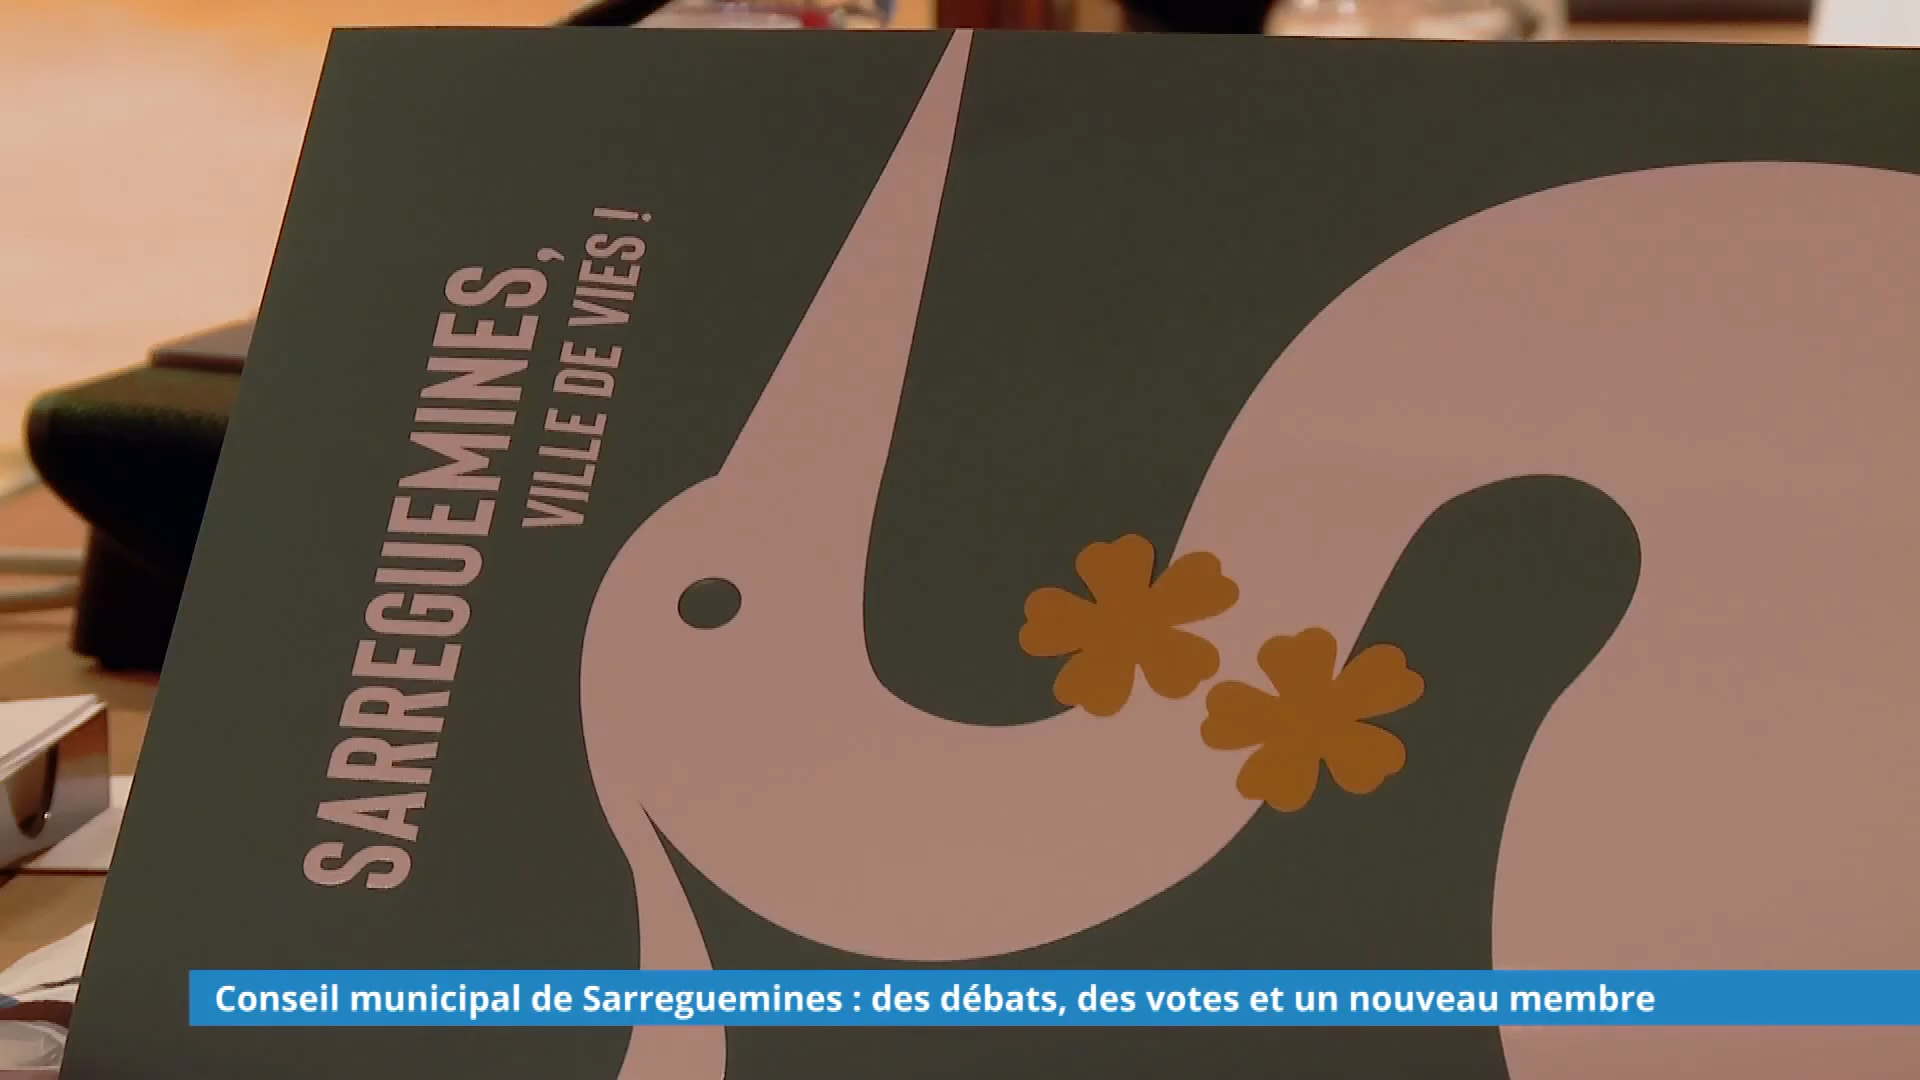 SARREGUEMINES,
VILLE DE VIES !
Conseil municipal de Sarreguemines : des débats, des votes et un nouveau membre